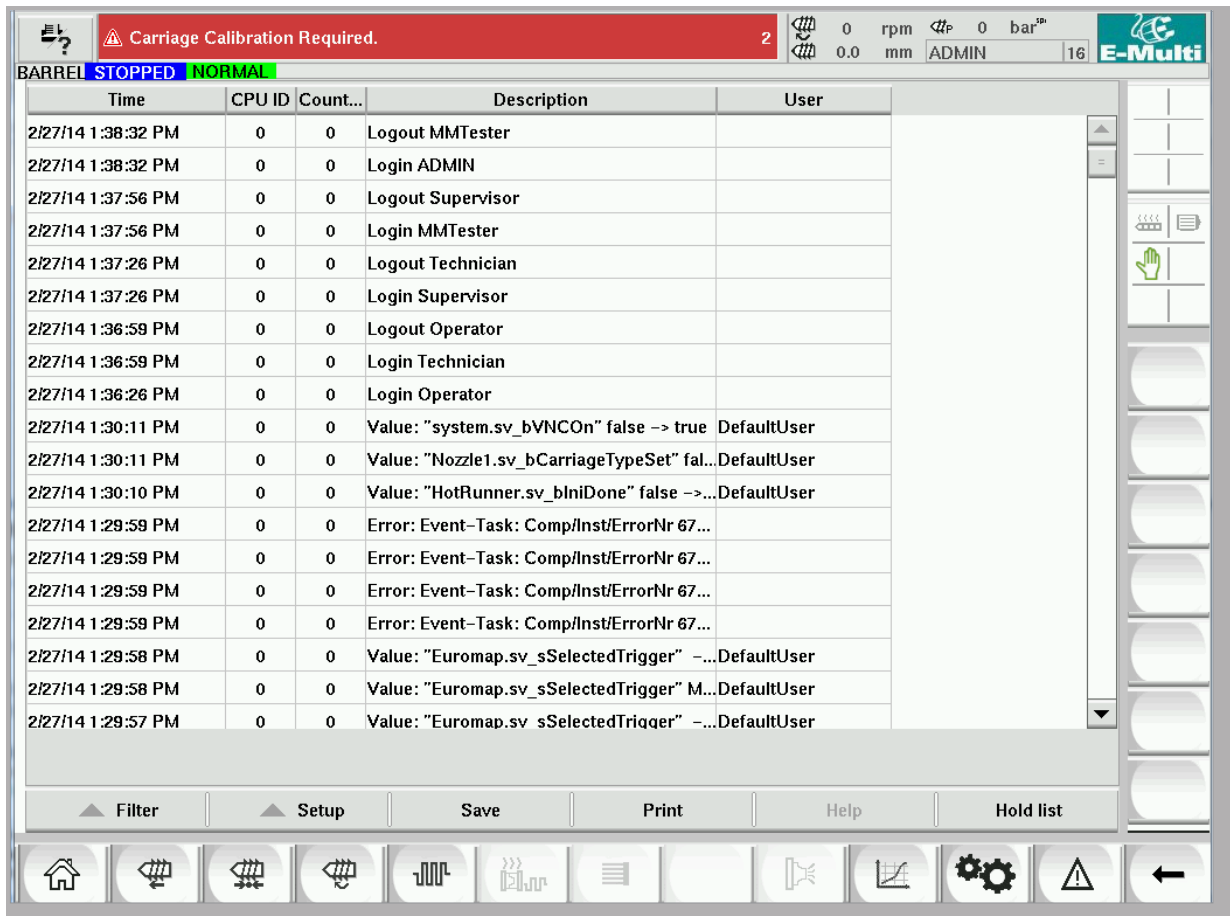 Carriage Calibration Required. 2
0 rpm P 0 bar spi
0.0 mm ADMIN 16 E-Multi
BARREL STOPPED NORMAL
Time CPU ID Count... Description User
2/27/14 1:38:32 PM 0 0 Logout MMTester
2/27/14 1:38:32 PM 0 0 Login ADMIN
2/27/14 1:37:56 PM 0 0 Logout Supervisor
2/27/14 1:37:56 PM 0 0 Login MMTester
2/27/14 1:37:26 PM 0 0 Logout Technician
2/27/14 1:37:26 PM 0 0 Login Supervisor
2/27/14 1:36:59 PM 0 0 Logout Operator
2/27/14 1:36:59 PM 0 0 Login Technician
2/27/14 1:36:26 PM 0 0 Login Operator
2/27/14 1:30:11 PM 0 0 Value: "system.sv_bVNCOn" false -> true DefaultUser
2/27/14 1:30:11 PM 0 0 Value: "Nozzle1.sv_bCarriageTypeSet" fal... DefaultUser
2/27/14 1:30:10 PM 0 0 Value: "HotRunner.sv_bIniDone" false ->... DefaultUser
2/27/14 1:29:59 PM 0 0 Error: Event-Task: Comp/Inst/ErrorNr 67...
2/27/14 1:29:59 PM 0 0 Error: Event-Task: Comp/Inst/ErrorNr 67...
2/27/14 1:29:59 PM 0 0 Error: Event-Task: Comp/Inst/ErrorNr 67...
2/27/14 1:29:59 PM 0 0 Error: Event-Task: Comp/Inst/ErrorNr 67...
2/27/14 1:29:58 PM 0 0 Value: "Euromap.sv_sSelectedTrigger" -... DefaultUser
2/27/14 1:29:58 PM 0 0 Value: "Euromap.sv_sSelectedTrigger" M... DefaultUser
2/27/14 1:29:57 PM 0 0 Value: "Euromap.sv_sSelectedTrigger" -... DefaultUser
Filter Setup Save Print Help Hold list